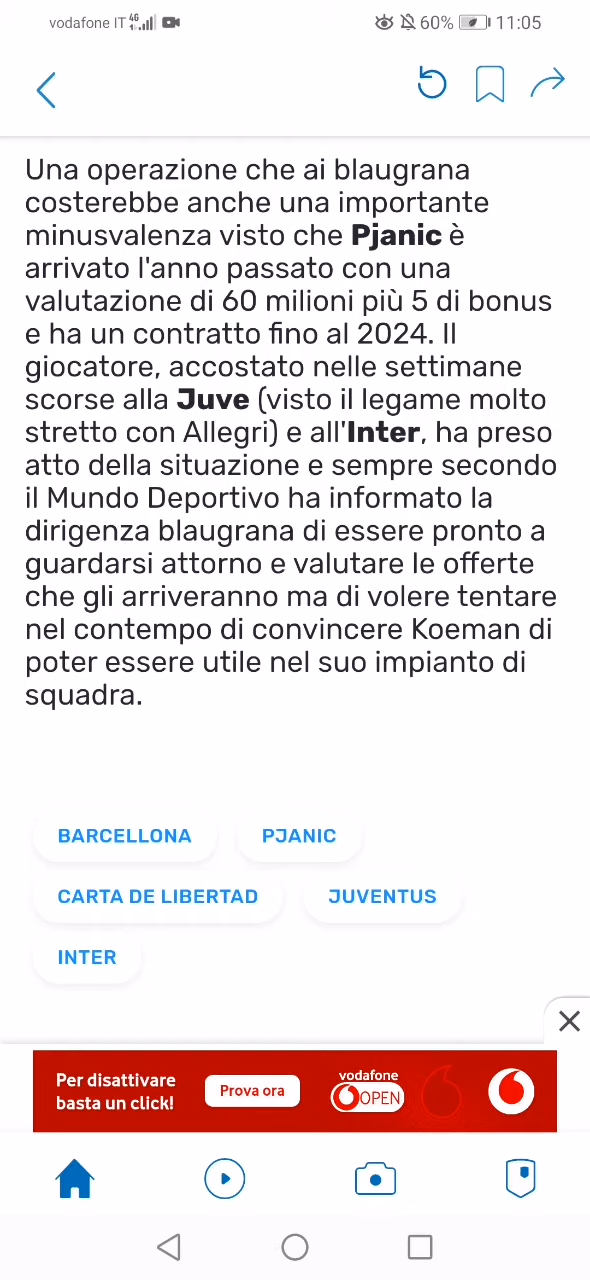 vodafone IT 4G 60% 11:05
Una operazione che ai blaugrana
costerebbe anche una importante
minusvalenza visto che Pjanic è
arrivato l'anno passato con una
valutazione di 60 milioni più 5 di bonus
e ha un contratto fino al 2024. Il
giocatore, accostato nelle settimane
scorse alla Juve (visto il legame molto
stretto con Allegri) e all'Inter, ha preso
atto della situazione e sempre secondo
il Mundo Deportivo ha informato la
dirigenza blaugrana di essere pronto a
guardarsi attorno e valutare le offerte
che gli arriveranno ma di volere tentare
nel contempo di convincere Koeman di
poter essere utile nel suo impianto di
squadra.
BARCELLONA PJANIC
CARTA DE LIBERTAD JUVENTUS
INTER
Per disattivare
basta un click!
Prova ora
vodafone
OPEN